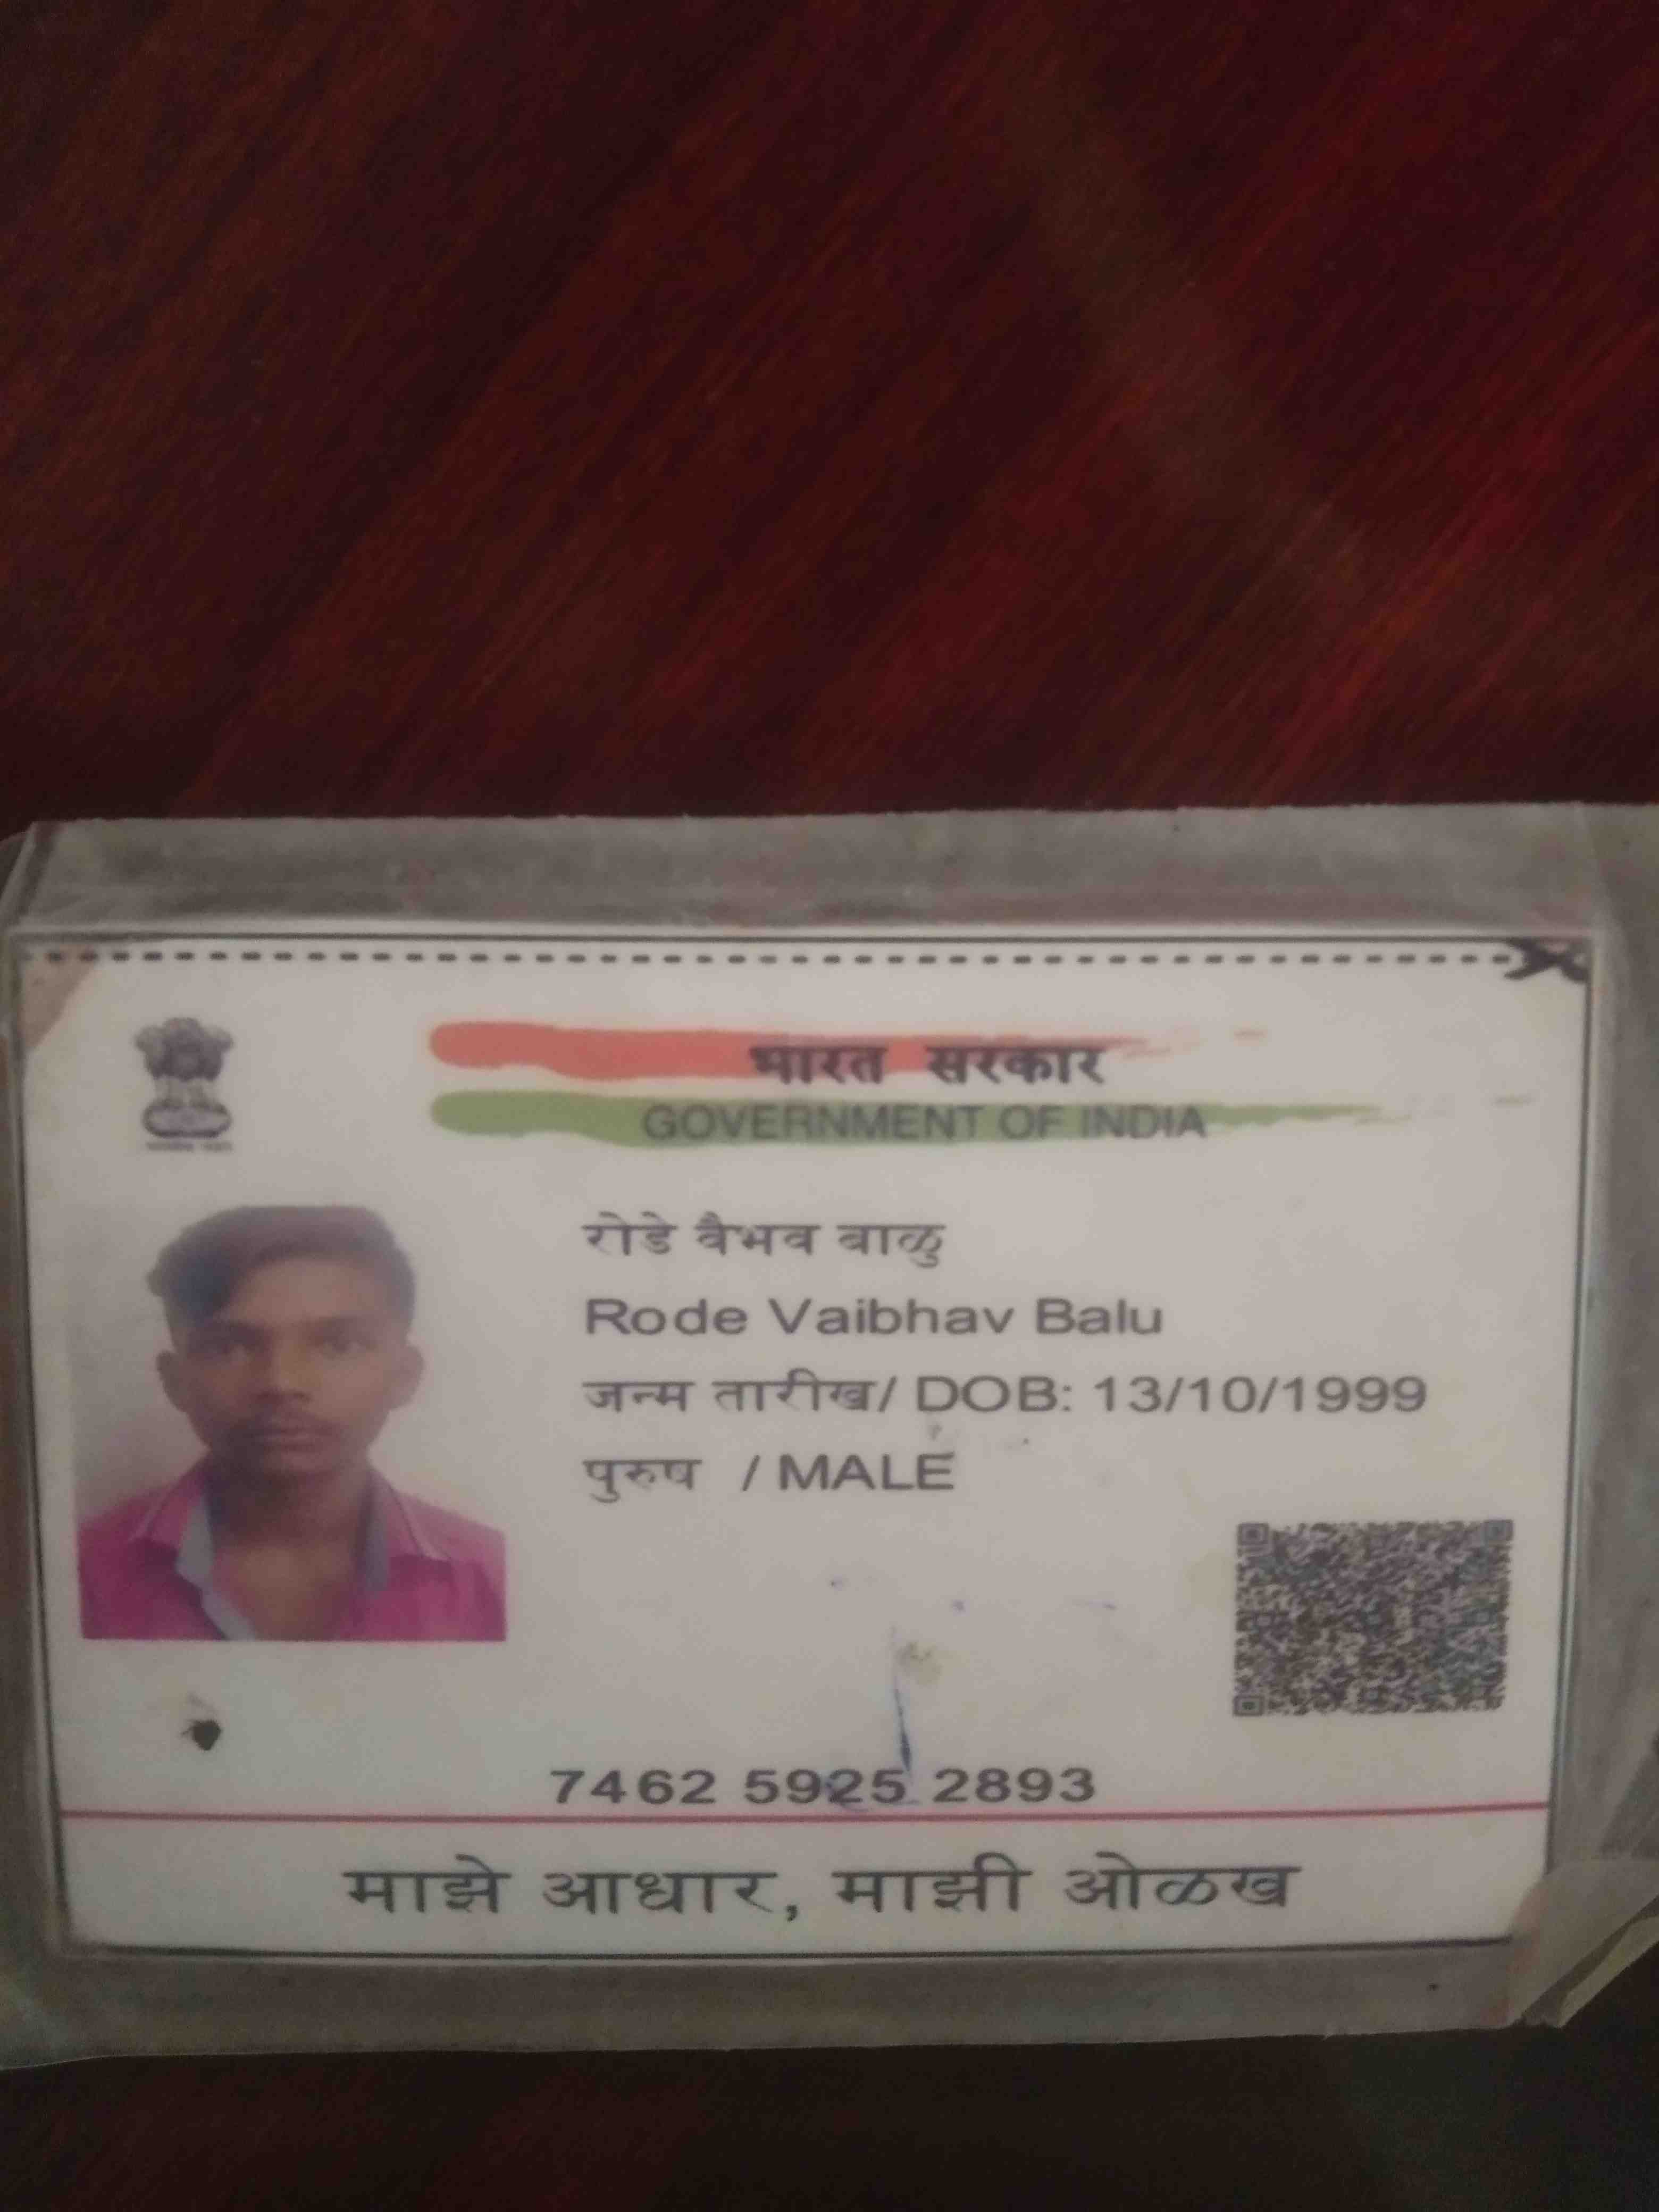 भारत सरकार
GOVERNMENT OF INDIA
रोडे वैभव बाळु
Rode Vaibhav Balu
जन्म तारीख/ DOB: 13/10/1999
पुरुष / MALE
7462 5925 2893
माझे आधार, माझी ओळख